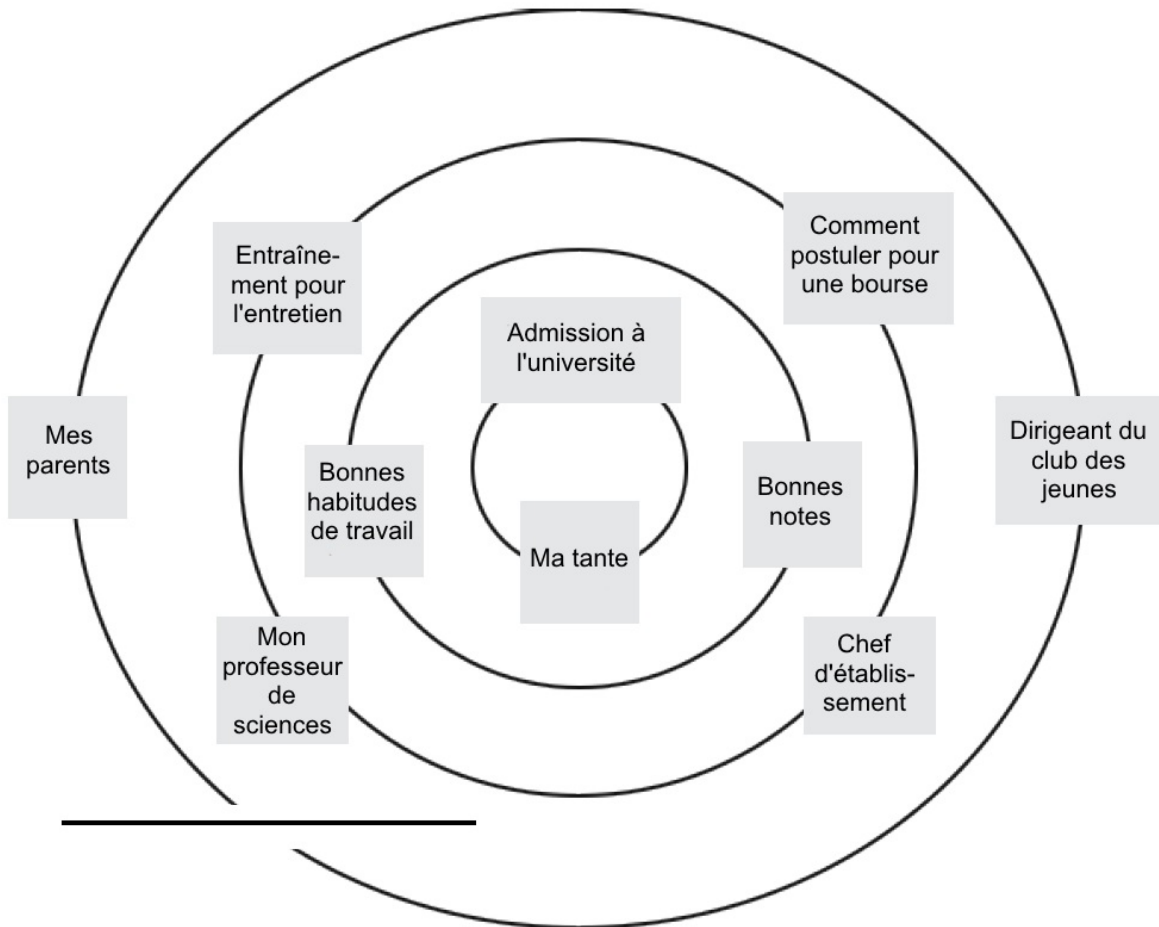 Comment
postuler pour
une bourse
Entraîne-
ment pour
l'entretien
Admission à
l'université
Mes
parents
Dirigeant du
club des
jeunes
Bonnes
habitudes
de travail
Bonnes
notes
Ma tante
Mon
professeur
de
sciences
Chef
d'établis-
sement